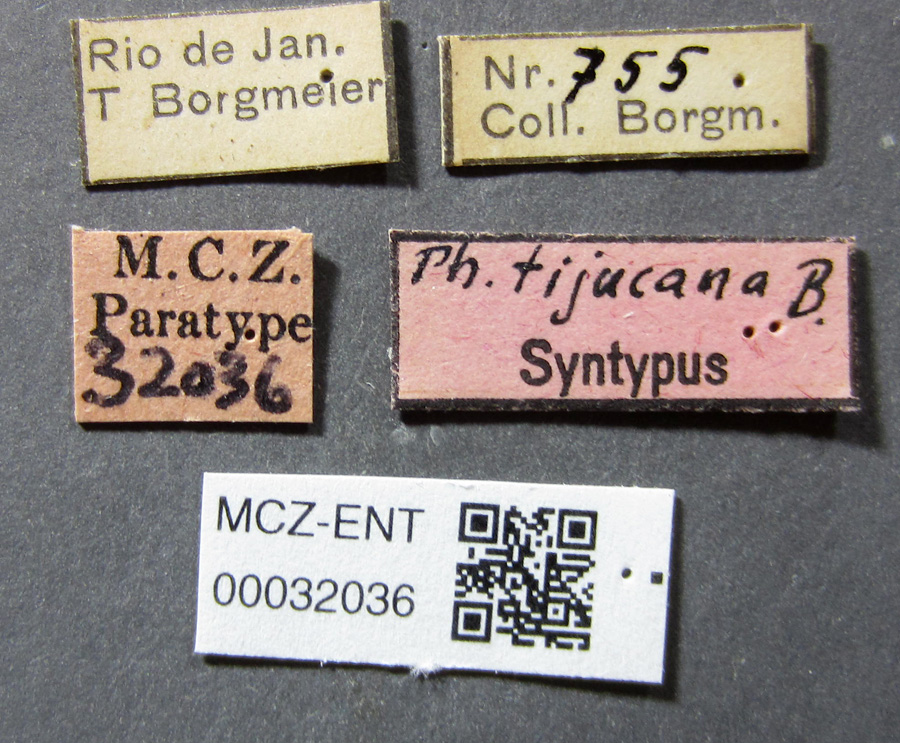 Rio de Jan.
T Borgmeier
Nr. 755
Coll. Borgm.
M.C.Z.
Paratype
32036
Ph. tijucana B.
Syntypus
MCZ-ENT
00032036